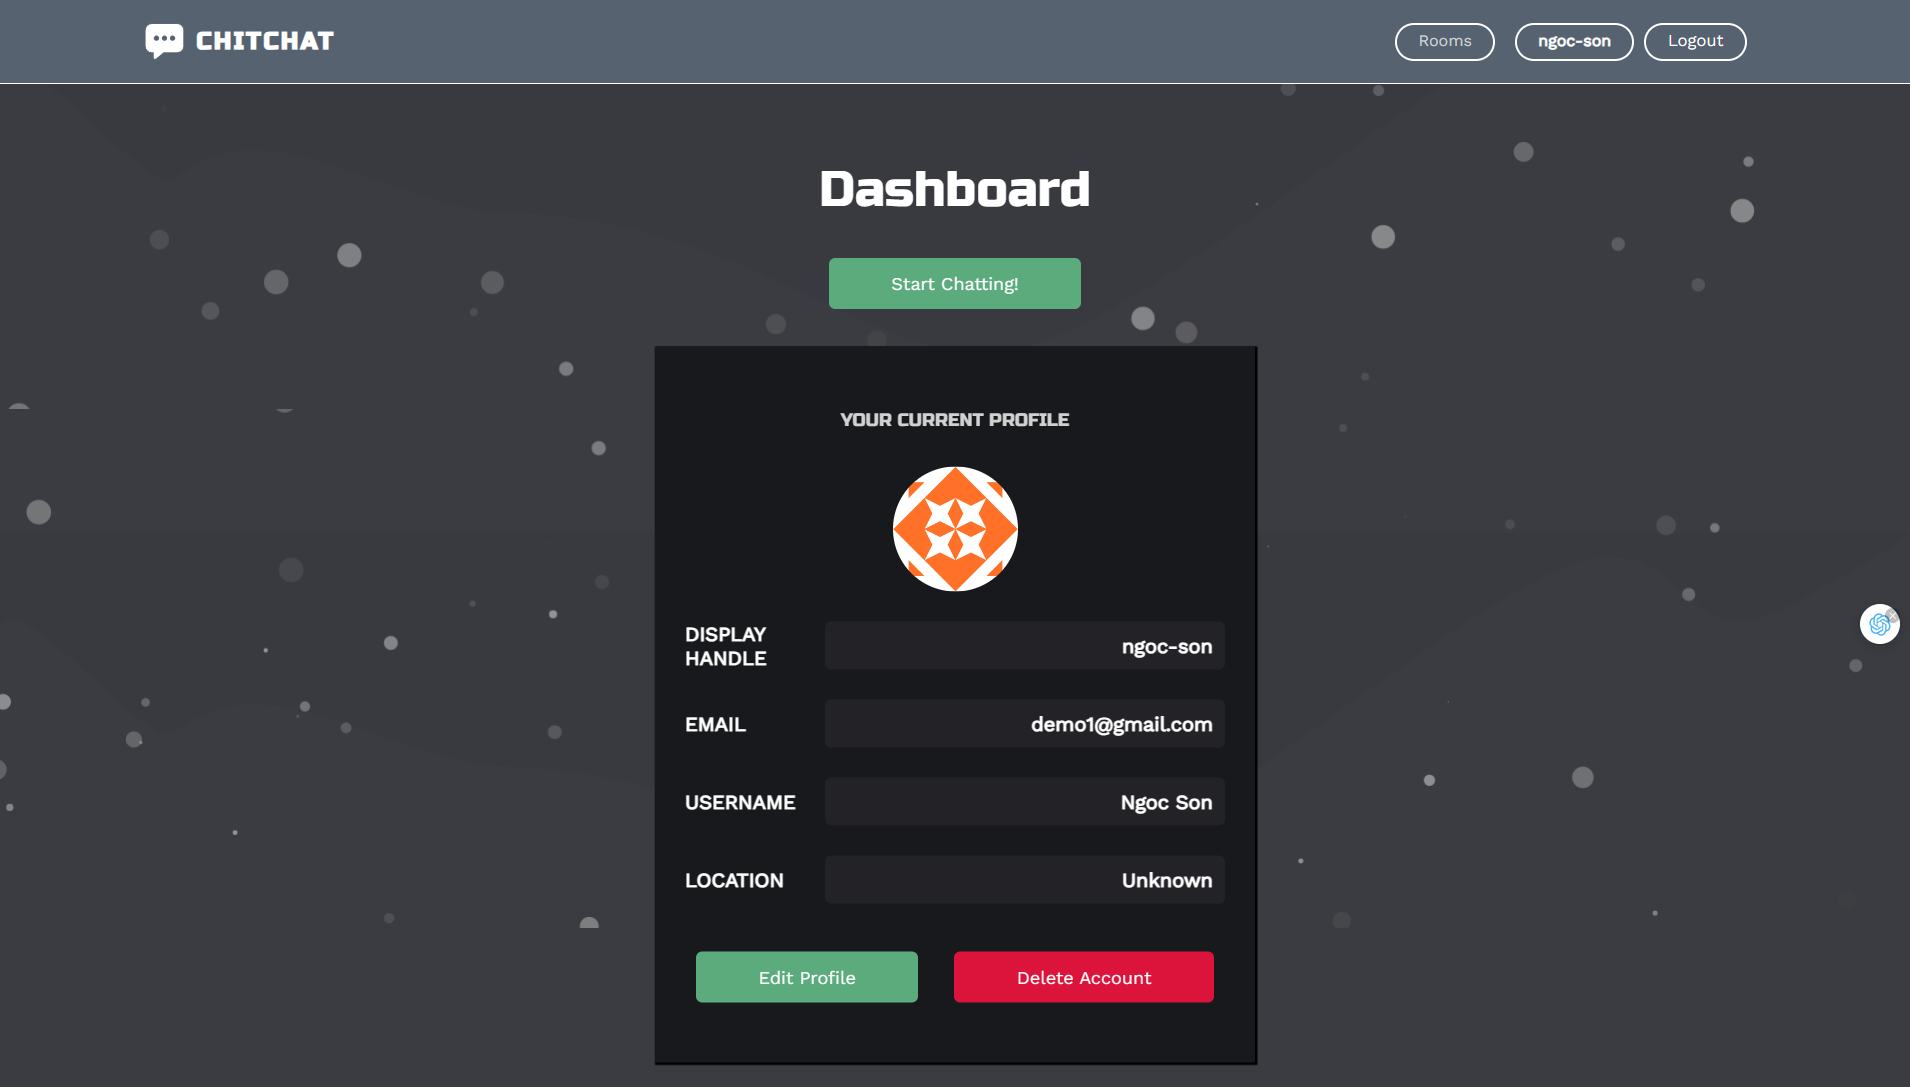 CHITCHAT
Rooms
ngoc-son
Logout
Dashboard
Start Chatting!
YOUR CURRENT PROFILE
DISPLAY
HANDLE
ngoc-son
EMAIL
demo1@gmail.com
USERNAME
Ngoc Son
LOCATION
Unknown
Edit Profile
Delete Account